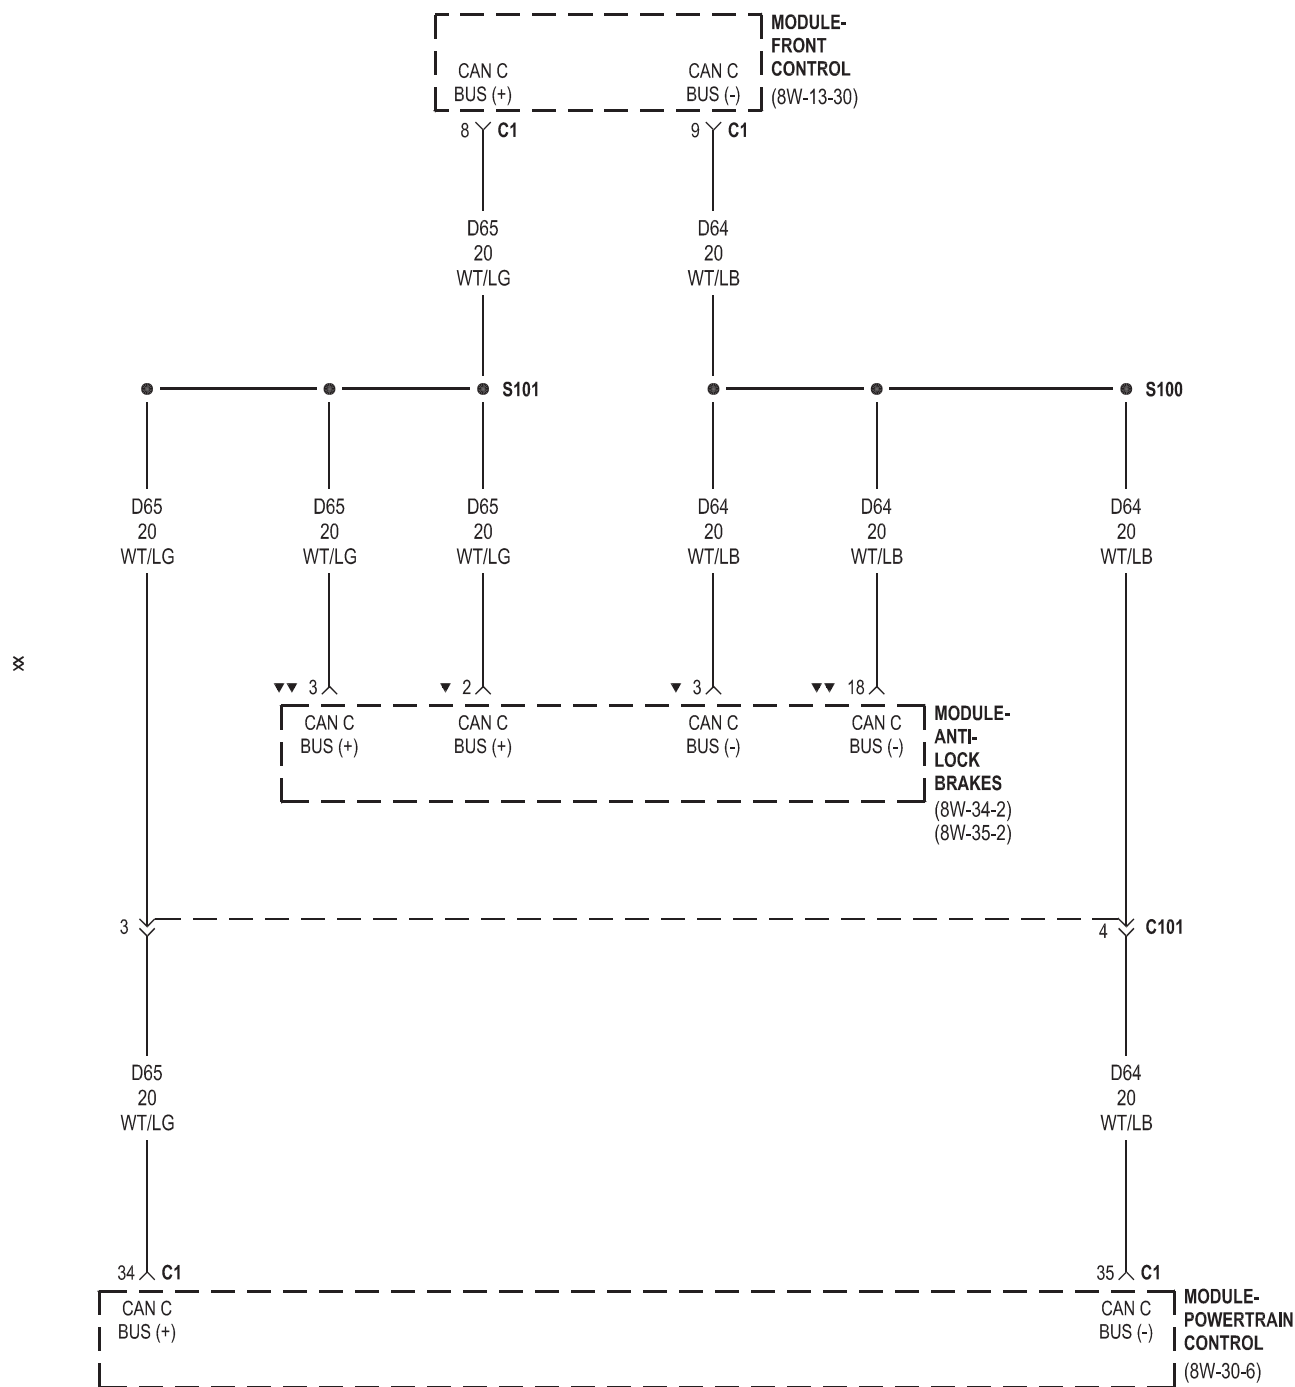 MODULE-
FRONT
CONTROL
(8W-13-30)
CAN C
BUS (+)
CAN C
BUS (-)
8 C1
9 C1
D65
20
WT/LG
D64
20
WT/LB
S101
S100
D65
20
WT/LG
D65
20
WT/LG
D65
20
WT/LG
D64
20
WT/LB
D64
20
WT/LB
D64
20
WT/LB
XX
▼▼ 3
▼ 2
▼ 3
▼▼ 18
CAN C
BUS (+)
CAN C
BUS (+)
CAN C
BUS (-)
CAN C
BUS (-)
MODULE-
ANTI-
LOCK
BRAKES
(8W-34-2)
(8W-35-2)
3
4 C101
D65
20
WT/LG
D64
20
WT/LB
34 C1
35 C1
CAN C
BUS (+)
CAN C
BUS (-)
MODULE-
POWERTRAIN
CONTROL
(8W-30-6)